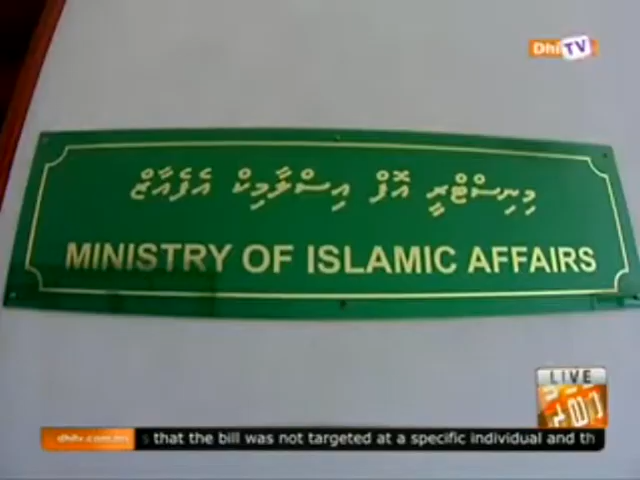 DhiTV
މިނިސްޓްރީ އޮފް އިސްލާމިކް އެފެއާޒް
MINISTRY OF ISLAMIC AFFAIRS
LIVE
dhitv.com.mv
s that the bill was not targeted at a specific individual and th